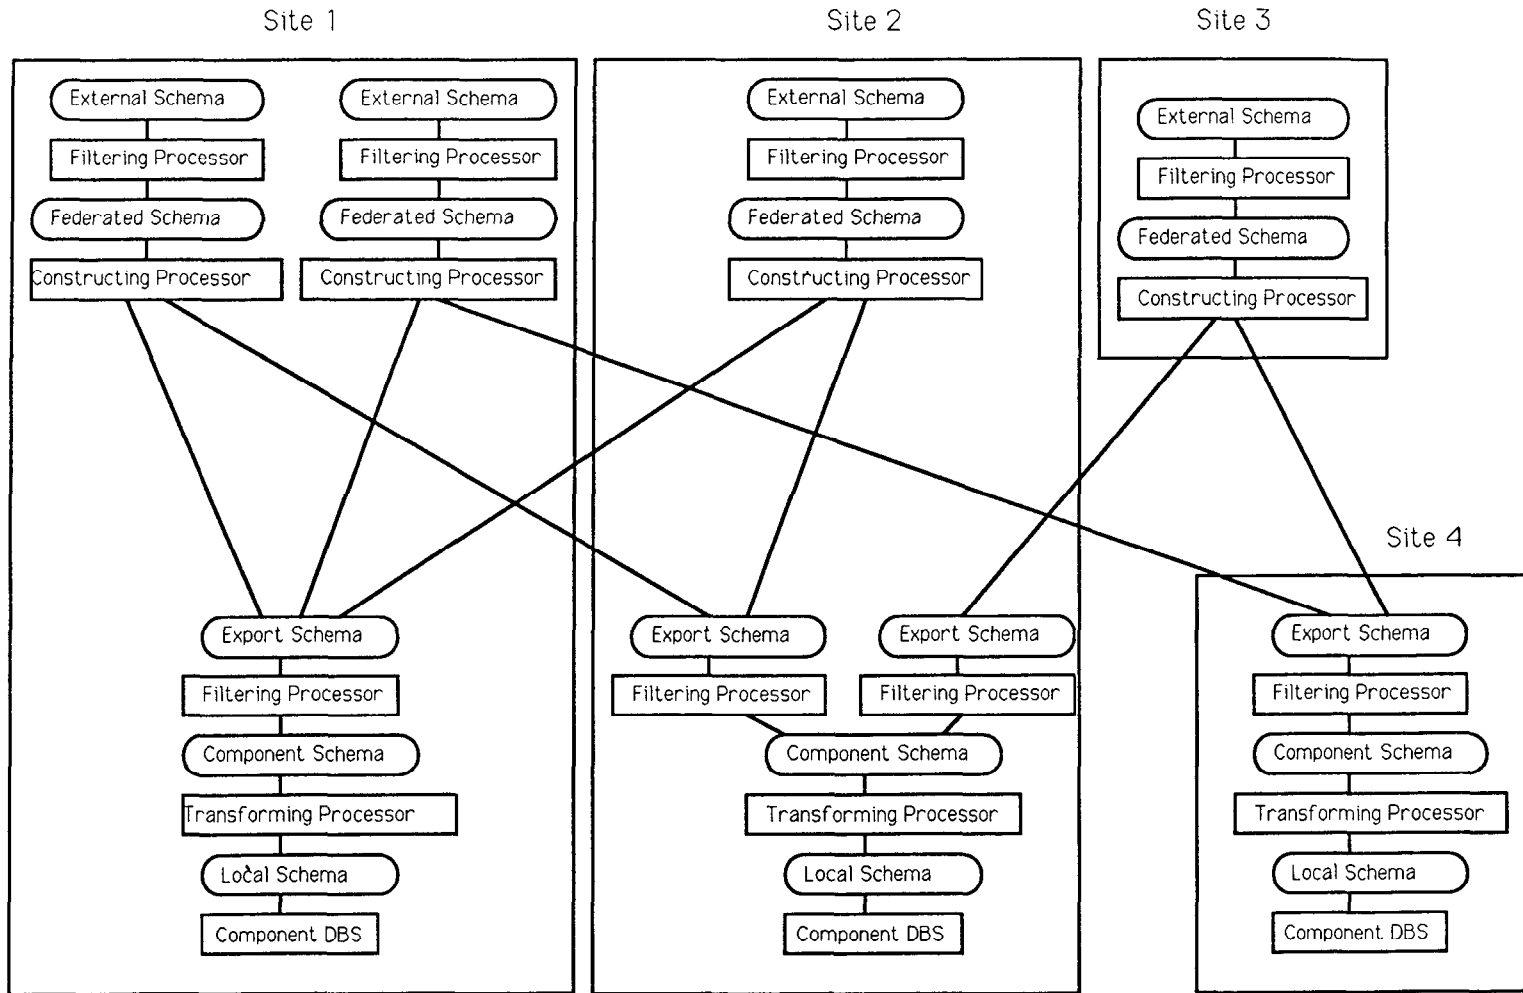 Site 1
Site 2
Site 3
External Schema
External Schema
External Schema
External Schema
Filtering Processor
Filtering Processor
Filtering Processor
Filtering Processor
Federated Schema
Federated Schema
Federated Schema
Federated Schema
Constructing Processor
Constructing Processor
Constructing Processor
Constructing Processor
Site 4
Export Schema
Export Schema
Export Schema
Export Schema
Filtering Processor
Filtering Processor
Filtering Processor
Filtering Processor
Component Schema
Component Schema
Component Schema
Transforming Processor
Transforming Processor
Transforming Processor
Local Schema
Local Schema
Local Schema
Component DBS
Component DBS
Component DBS